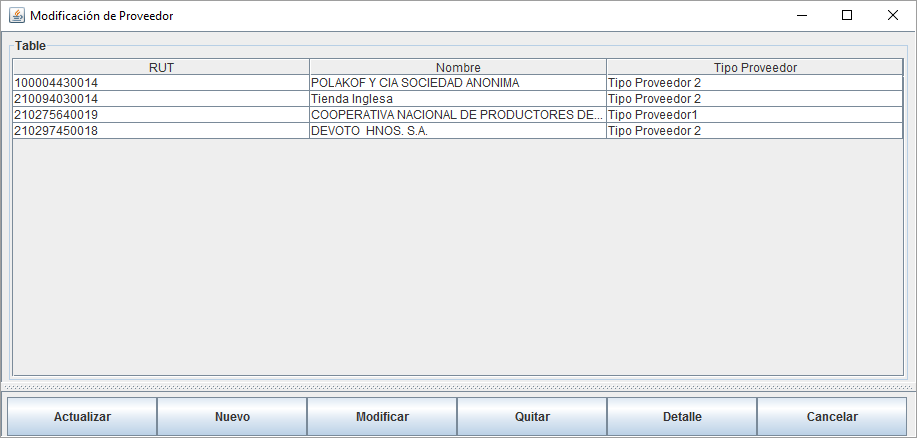 Modificación de Proveedor
Table
RUT Nombre Tipo Proveedor
100004430014 POLAKOF Y CIA SOCIEDAD ANONIMA Tipo Proveedor 2
210094030014 Tienda Inglesa Tipo Proveedor 2
210275640019 COOPERATIVA NACIONAL DE PRODUCTORES DE... Tipo Proveedor1
210297450018 DEVOTO  HNOS. S.A. Tipo Proveedor 2
Actualizar Nuevo Modificar Quitar Detalle Cancelar